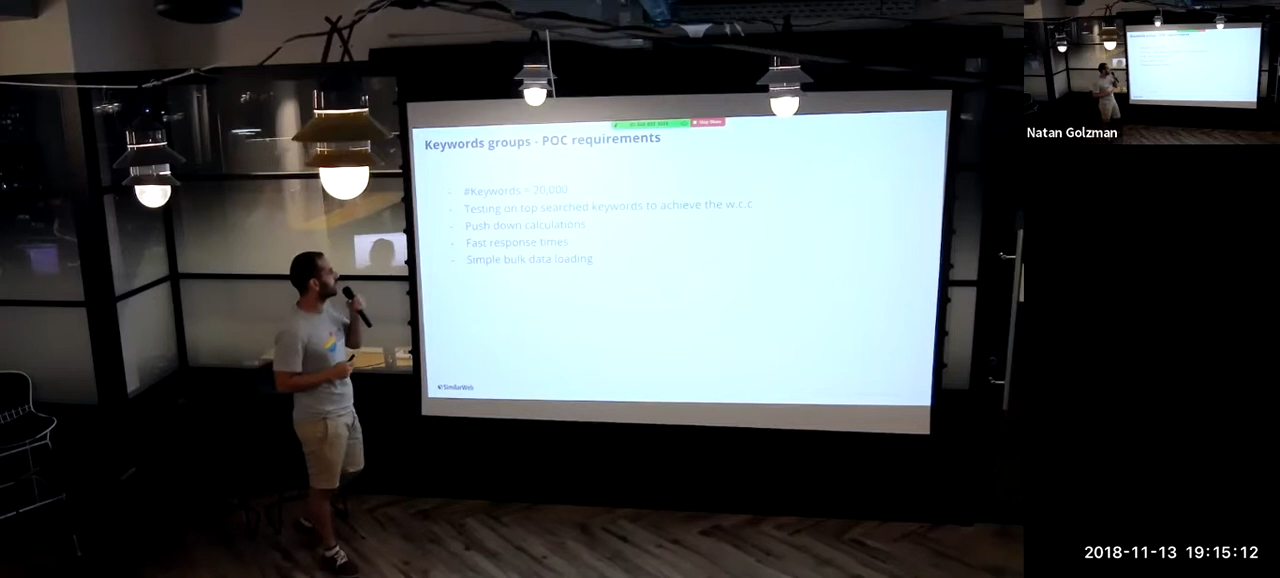 Keywords groups - POC requirements
- #Keywords = 20,000
- Testing on top searched keywords to achieve the w.c.c
- Push down calculations
- Fast response times
- Simple bulk data loading
SimilarWeb
Natan Golzman
2018-11-13 19:15:12